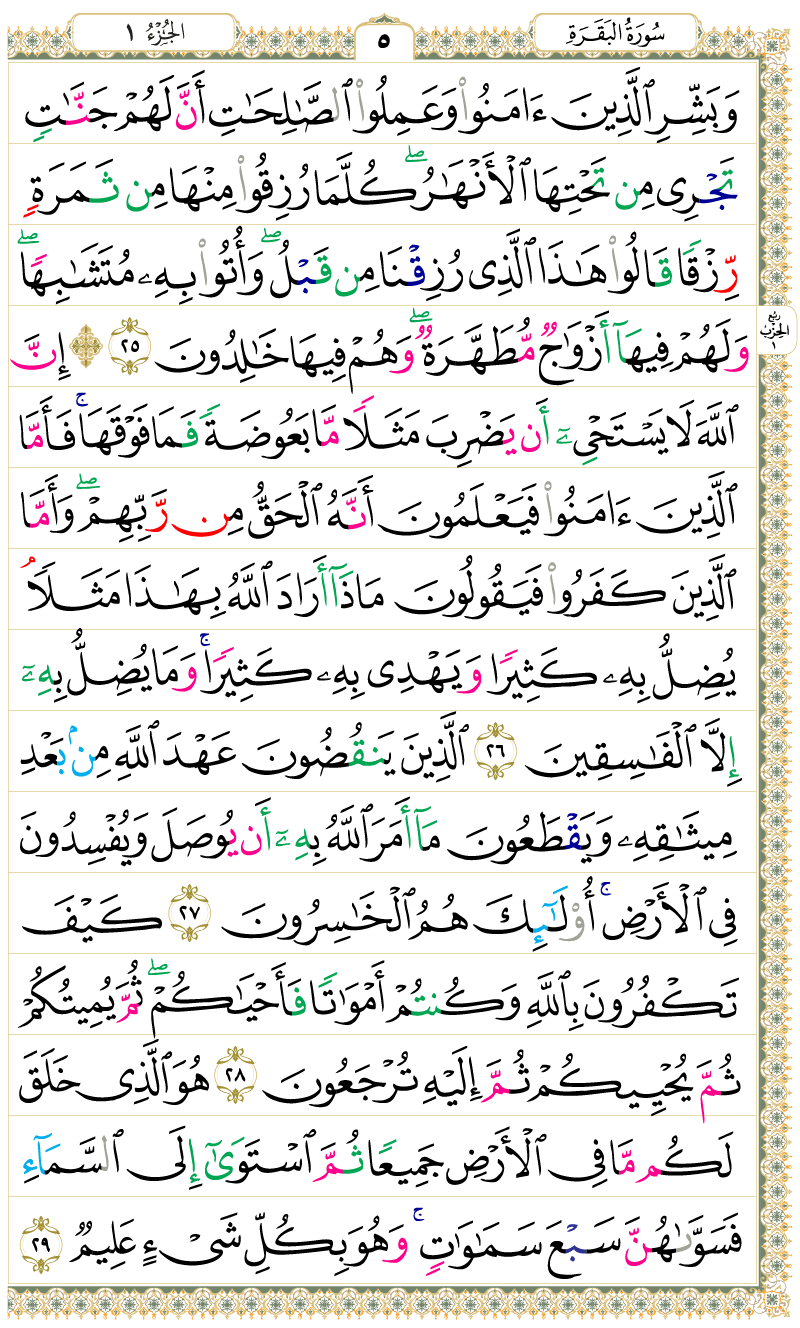 سُورَةُ البَقَرَةِ
٥
الجُزْءُ ١
وَبَشِّرِ ٱلَّذِينَ ءَامَنُوا۟ وَعَمِلُوا۟ ٱلصَّـٰلِحَـٰتِ أَنَّ لَهُمْ جَنَّـٰتٍ
تَجْرِى مِن تَحْتِهَا ٱلْأَنْهَـٰرُ ۖ كُلَّمَا رُزِقُوا۟ مِنْهَا مِن ثَمَرَةٍ
رِّزْقًا قَالُوا۟ هَـٰذَا ٱلَّذِى رُزِقْنَا مِن قَبْلُ ۖ وَأُتُوا۟ بِهِۦ مُتَشَـٰبِهًا ۖ
وَلَهُمْ فِيهَآ أَزْوَٰجٌ مُّطَهَّرَةٌ ۖ وَهُمْ فِيهَا خَـٰلِدُونَ ٢٥ ۞ إِنَّ
ربع الحزب ١
ٱللَّهَ لَا يَسْتَحْىِۦٓ أَن يَضْرِبَ مَثَلًا مَّا بَعُوضَةً فَمَا فَوْقَهَا ۚ فَأَمَّا
ٱلَّذِينَ ءَامَنُوا۟ فَيَعْلَمُونَ أَنَّهُ ٱلْحَقُّ مِن رَّبِّهِمْ ۖ وَأَمَّا
ٱلَّذِينَ كَفَرُوا۟ فَيَقُولُونَ مَاذَآ أَرَادَ ٱللَّهُ بِهَـٰذَا مَثَلًا ۘ
يُضِلُّ بِهِۦ كَثِيرًا وَيَهْدِى بِهِۦ كَثِيرًا ۚ وَمَا يُضِلُّ بِهِۦٓ
إِلَّا ٱلْفَـٰسِقِينَ ٢٦ ٱلَّذِينَ يَنقُضُونَ عَهْدَ ٱللَّهِ مِنۢ بَعْدِ
مِيثَـٰقِهِۦ وَيَقْطَعُونَ مَآ أَمَرَ ٱللَّهُ بِهِۦٓ أَن يُوصَلَ وَيُفْسِدُونَ
فِى ٱلْأَرْضِ ۚ أُو۟لَـٰٓئِكَ هُمُ ٱلْخَـٰسِرُونَ ٢٧ كَيْفَ
تَكْفُرُونَ بِٱللَّهِ وَكُنتُمْ أَمْوَٰتًا فَأَحْيَـٰكُمْ ۖ ثُمَّ يُمِيتُكُمْ
ثُمَّ يُحْيِيكُمْ ثُمَّ إِلَيْهِ تُرْجَعُونَ ٢٨ هُوَ ٱلَّذِى خَلَقَ
لَكُم مَّا فِى ٱلْأَرْضِ جَمِيعًا ثُمَّ ٱسْتَوَىٰٓ إِلَى ٱلسَّمَآءِ
فَسَوَّىٰهُنَّ سَبْعَ سَمَـٰوَٰتٍ ۚ وَهُوَ بِكُلِّ شَىْءٍ عَلِيمٌ ٢٩